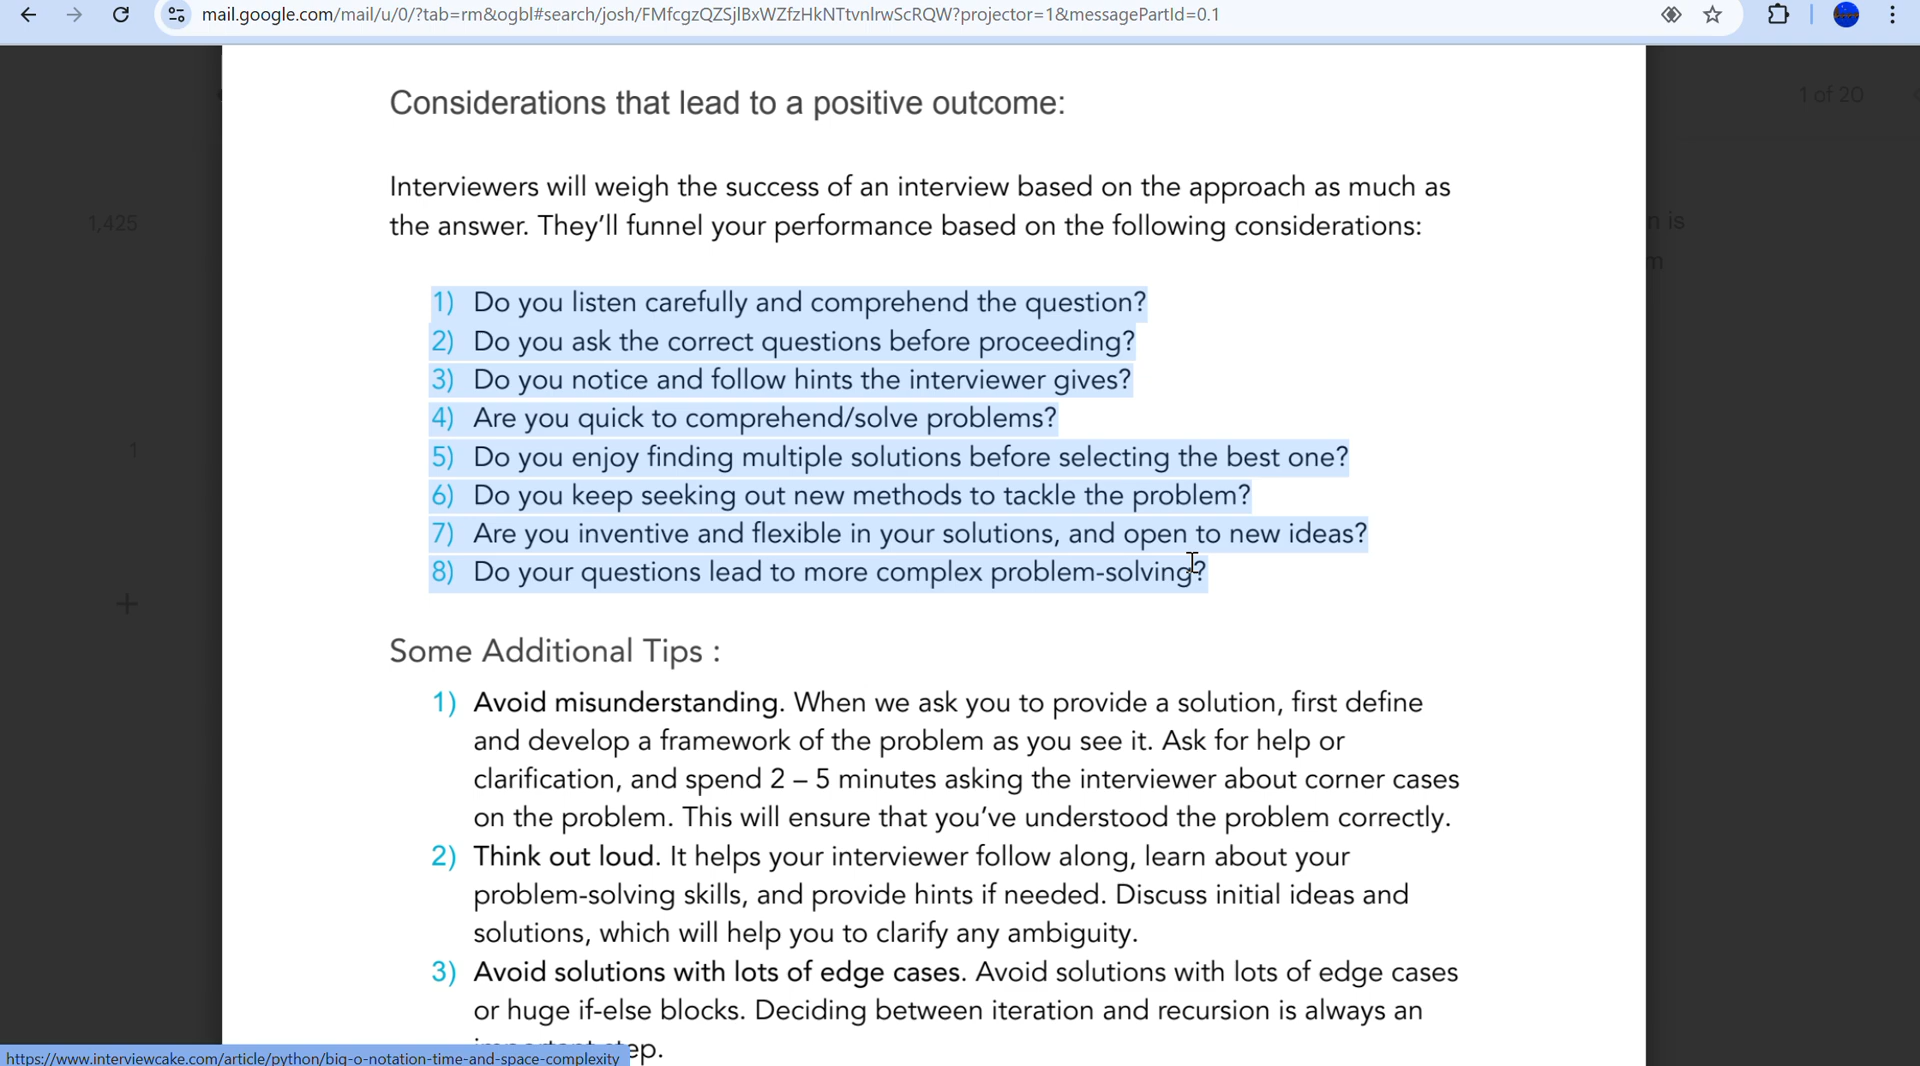 mail.google.com/mail/u/0/?tab=rm&ogbl#search/josh/FMfcgzQZSjlBxWZfzHkNTtvnlrwScRQW?projector=1&messagePartId=0.1
Considerations that lead to a positive outcome:
1 of 20
Interviewers will weigh the success of an interview based on the approach as much as
the answer. They'll funnel your performance based on the following considerations:
1,425
n is
m
1) Do you listen carefully and comprehend the question?
2) Do you ask the correct questions before proceeding?
3) Do you notice and follow hints the interviewer gives?
4) Are you quick to comprehend/solve problems?
1
5) Do you enjoy finding multiple solutions before selecting the best one?
6) Do you keep seeking out new methods to tackle the problem?
7) Are you inventive and flexible in your solutions, and open to new ideas?
8) Do your questions lead to more complex problem-solving?
Some Additional Tips :
1) Avoid misunderstanding. When we ask you to provide a solution, first define
and develop a framework of the problem as you see it. Ask for help or
clarification, and spend 2 – 5 minutes asking the interviewer about corner cases
on the problem. This will ensure that you've understood the problem correctly.
2) Think out loud. It helps your interviewer follow along, learn about your
problem-solving skills, and provide hints if needed. Discuss initial ideas and
solutions, which will help you to clarify any ambiguity.
3) Avoid solutions with lots of edge cases. Avoid solutions with lots of edge cases
or huge if-else blocks. Deciding between iteration and recursion is always an
ep.
https://www.interviewcake.com/article/python/big-o-notation-time-and-space-complexity